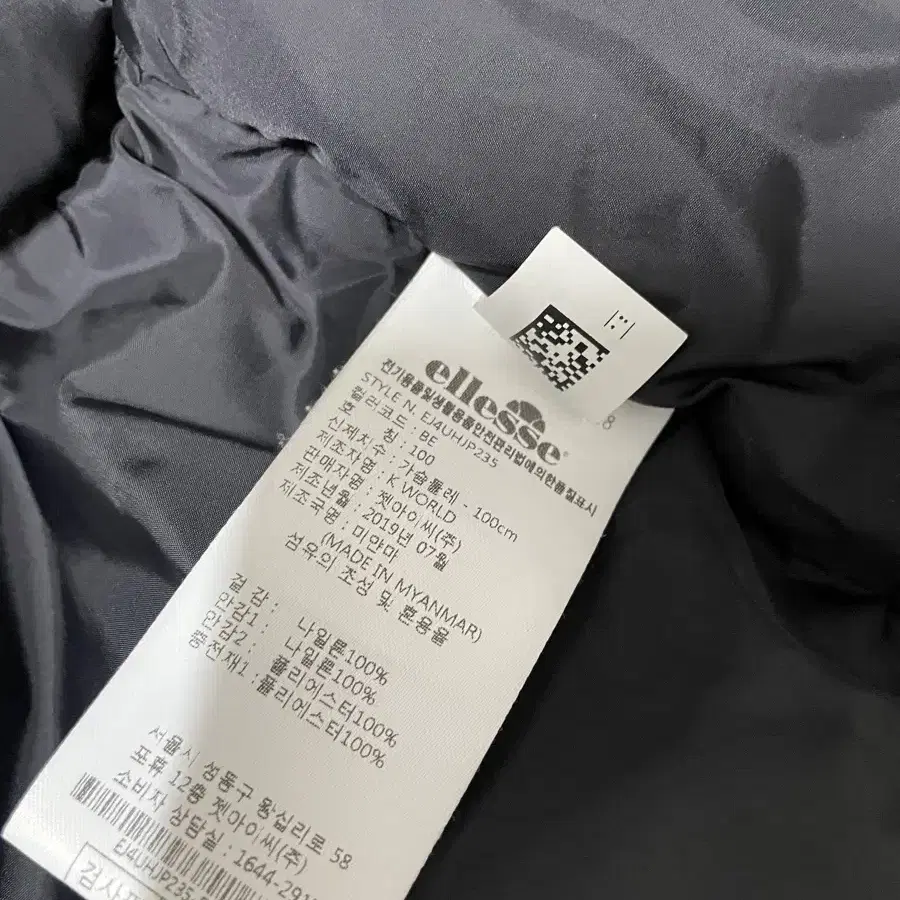 ellesse
전기용품및생활용품안전관리법에의한품질표시
STYLE N. EJ4UHJP235
컬러코드 : BE
호 칭 : 100
신체치수 : 가슴둘레 - 100cm
제조자명 : K WORLD
판매자명 : 젯아이씨(주)
제조년월 : 2019년 07월
제조국명 : 미얀마
(MADE IN MYANMAR)
섬유의 조성 및 혼용율
겉 감 : 나일론100%
안감1 : 나일론100%
안감2 : 폴리에스터100%
충전재1 : 폴리에스터100%
서울시 성동구 왕십리로 58
포휴 12층 젯아이씨(주)
소비자 상담실 : 1644-291
EJ4UHJP235